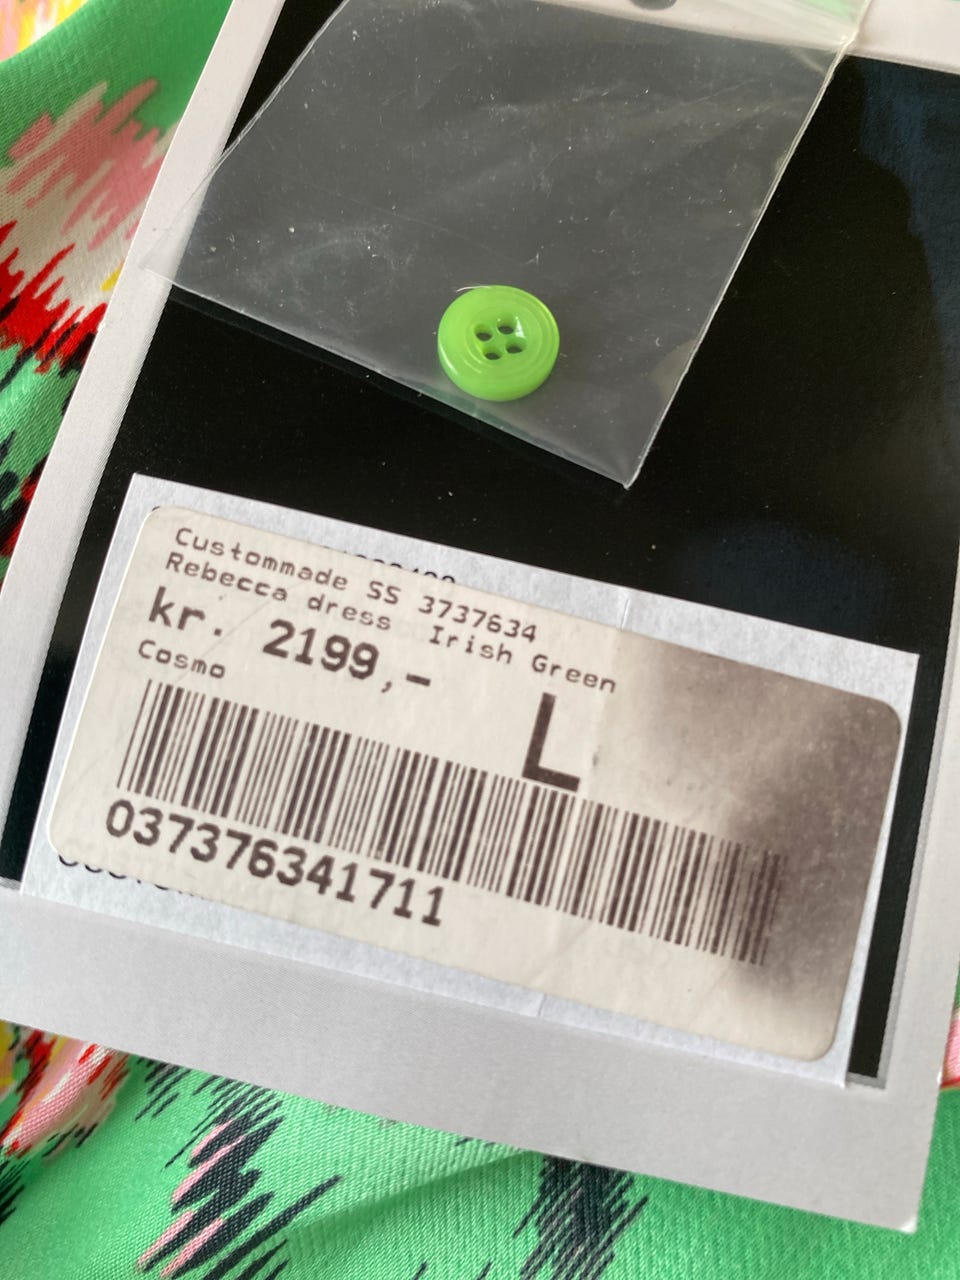 Custommade SS 3737634
Rebecca dress Irish Green
kr. 2199,-
Cosmo
L
037376341711